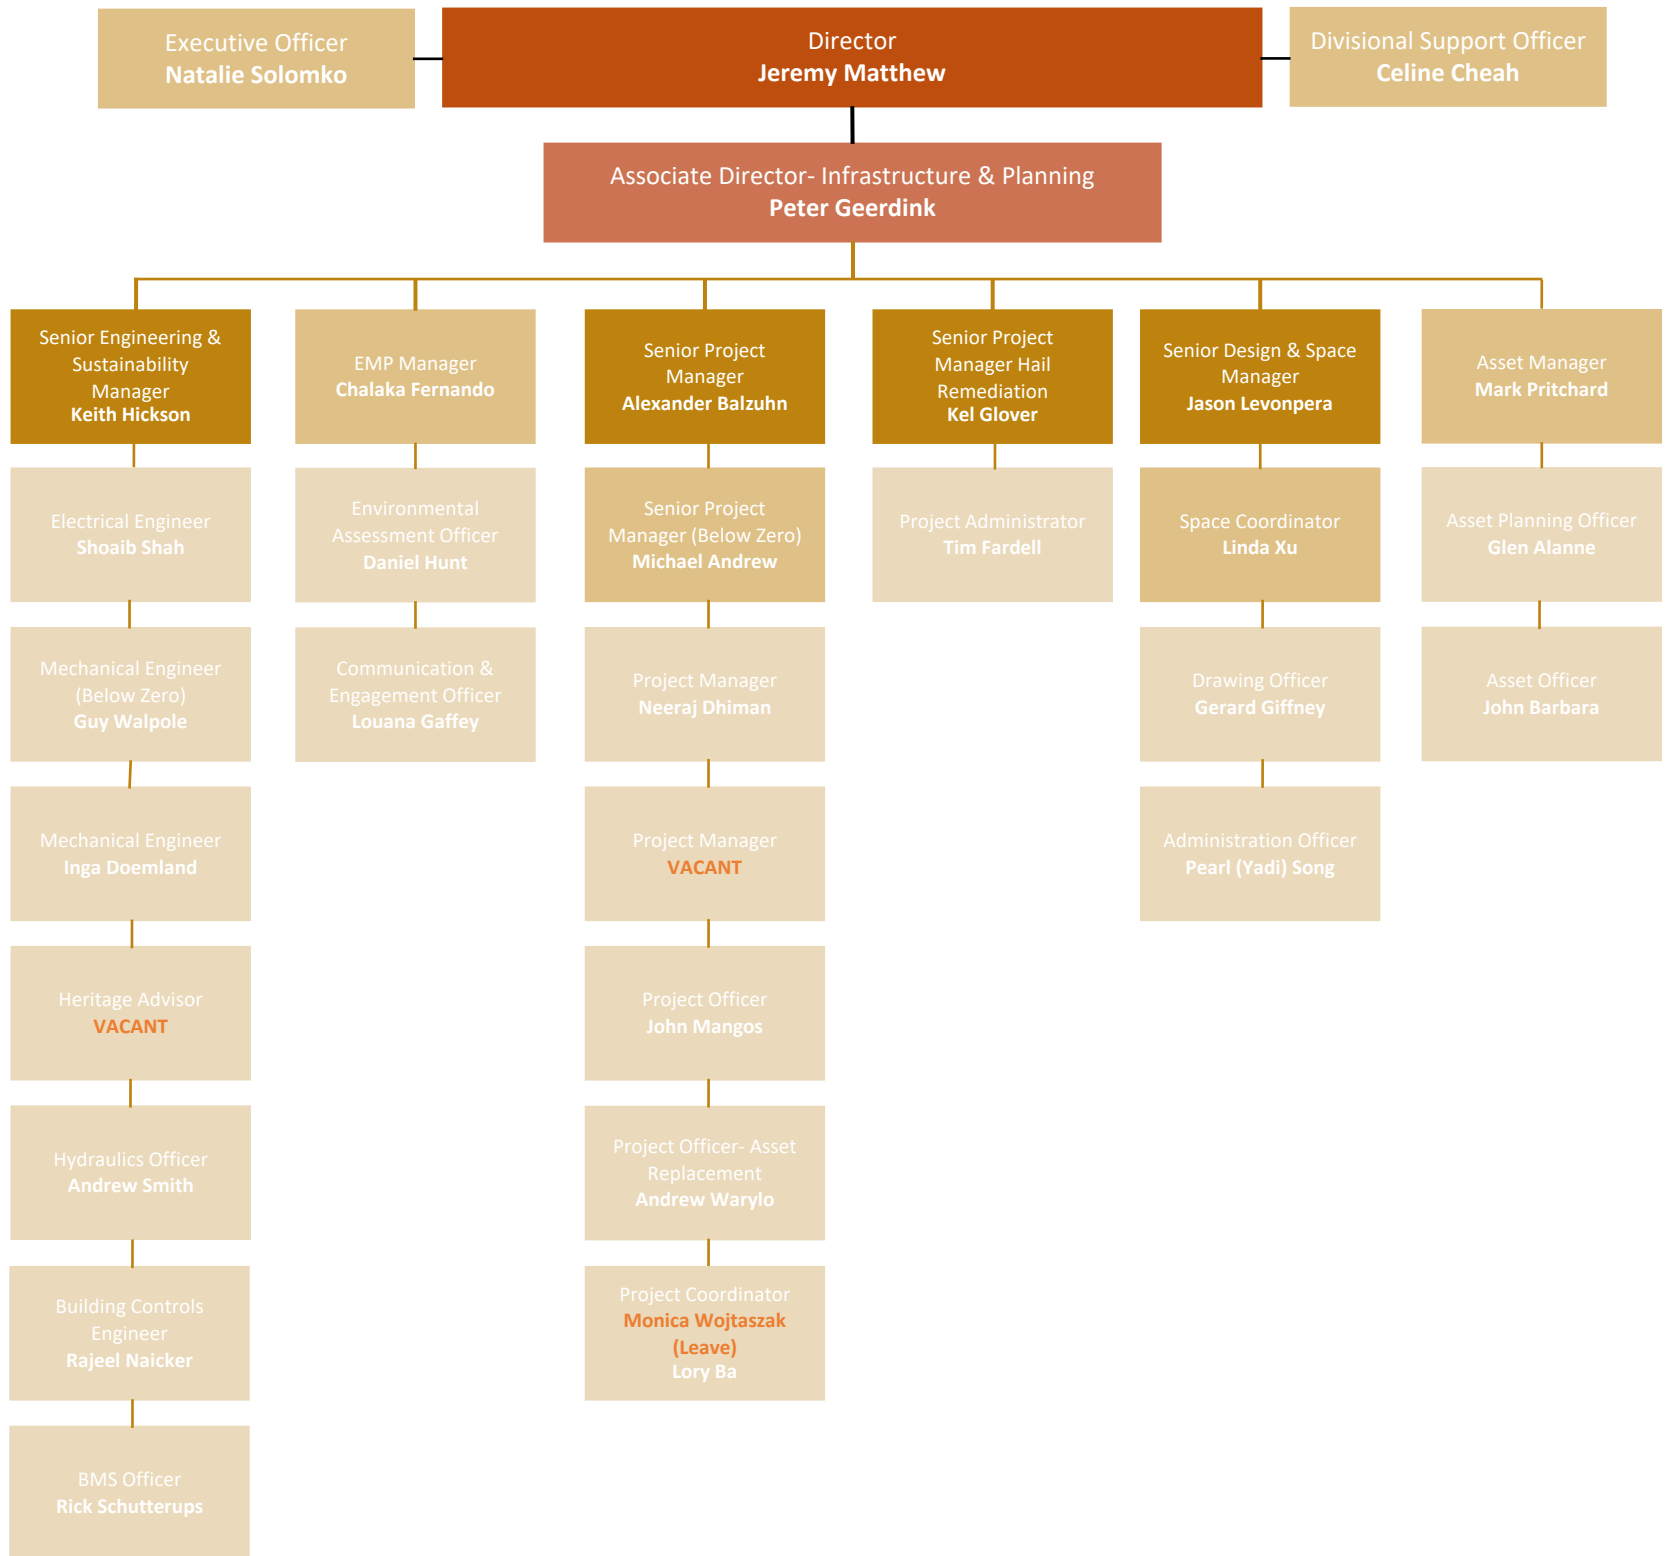 Executive Officer
Natalie Solomko
Director
Jeremy Matthew
Divisional Support Officer
Celine Cheah
Associate Director- Infrastructure & Planning
Peter Geerdink
Senior Engineering &
Sustainability
Manager
Keith Hickson
EMP Manager
Chalaka Fernando
Senior Project
Manager
Alexander Balzuhn
Senior Project
Manager Hail
Remediation
Kel Glover
Senior Design & Space
Manager
Jason Levonpera
Asset Manager
Mark Pritchard
Electrical Engineer
Shoaib Shah
Environmental
Assessment Officer
Daniel Hunt
Senior Project
Manager (Below Zero)
Michael Andrew
Project Administrator
Tim Fardell
Space Coordinator
Linda Xu
Asset Planning Officer
Glen Alanne
Mechanical Engineer
(Below Zero)
Guy Walpole
Communication &
Engagement Officer
Louana Gaffey
Project Manager
Neeraj Dhiman
Drawing Officer
Gerard Giffney
Asset Officer
John Barbara
Mechanical Engineer
Inga Doemland
Project Manager
VACANT
Administration Officer
Pearl (Yadi) Song
Heritage Advisor
VACANT
Project Officer
John Mangos
Hydraulics Officer
Andrew Smith
Project Officer- Asset
Replacement
Andrew Warylo
Building Controls
Engineer
Rajeel Naicker
Project Coordinator
Monica Wojtaszak
(Leave)
Lory Ba
BMS Officer
Rick Schutterups